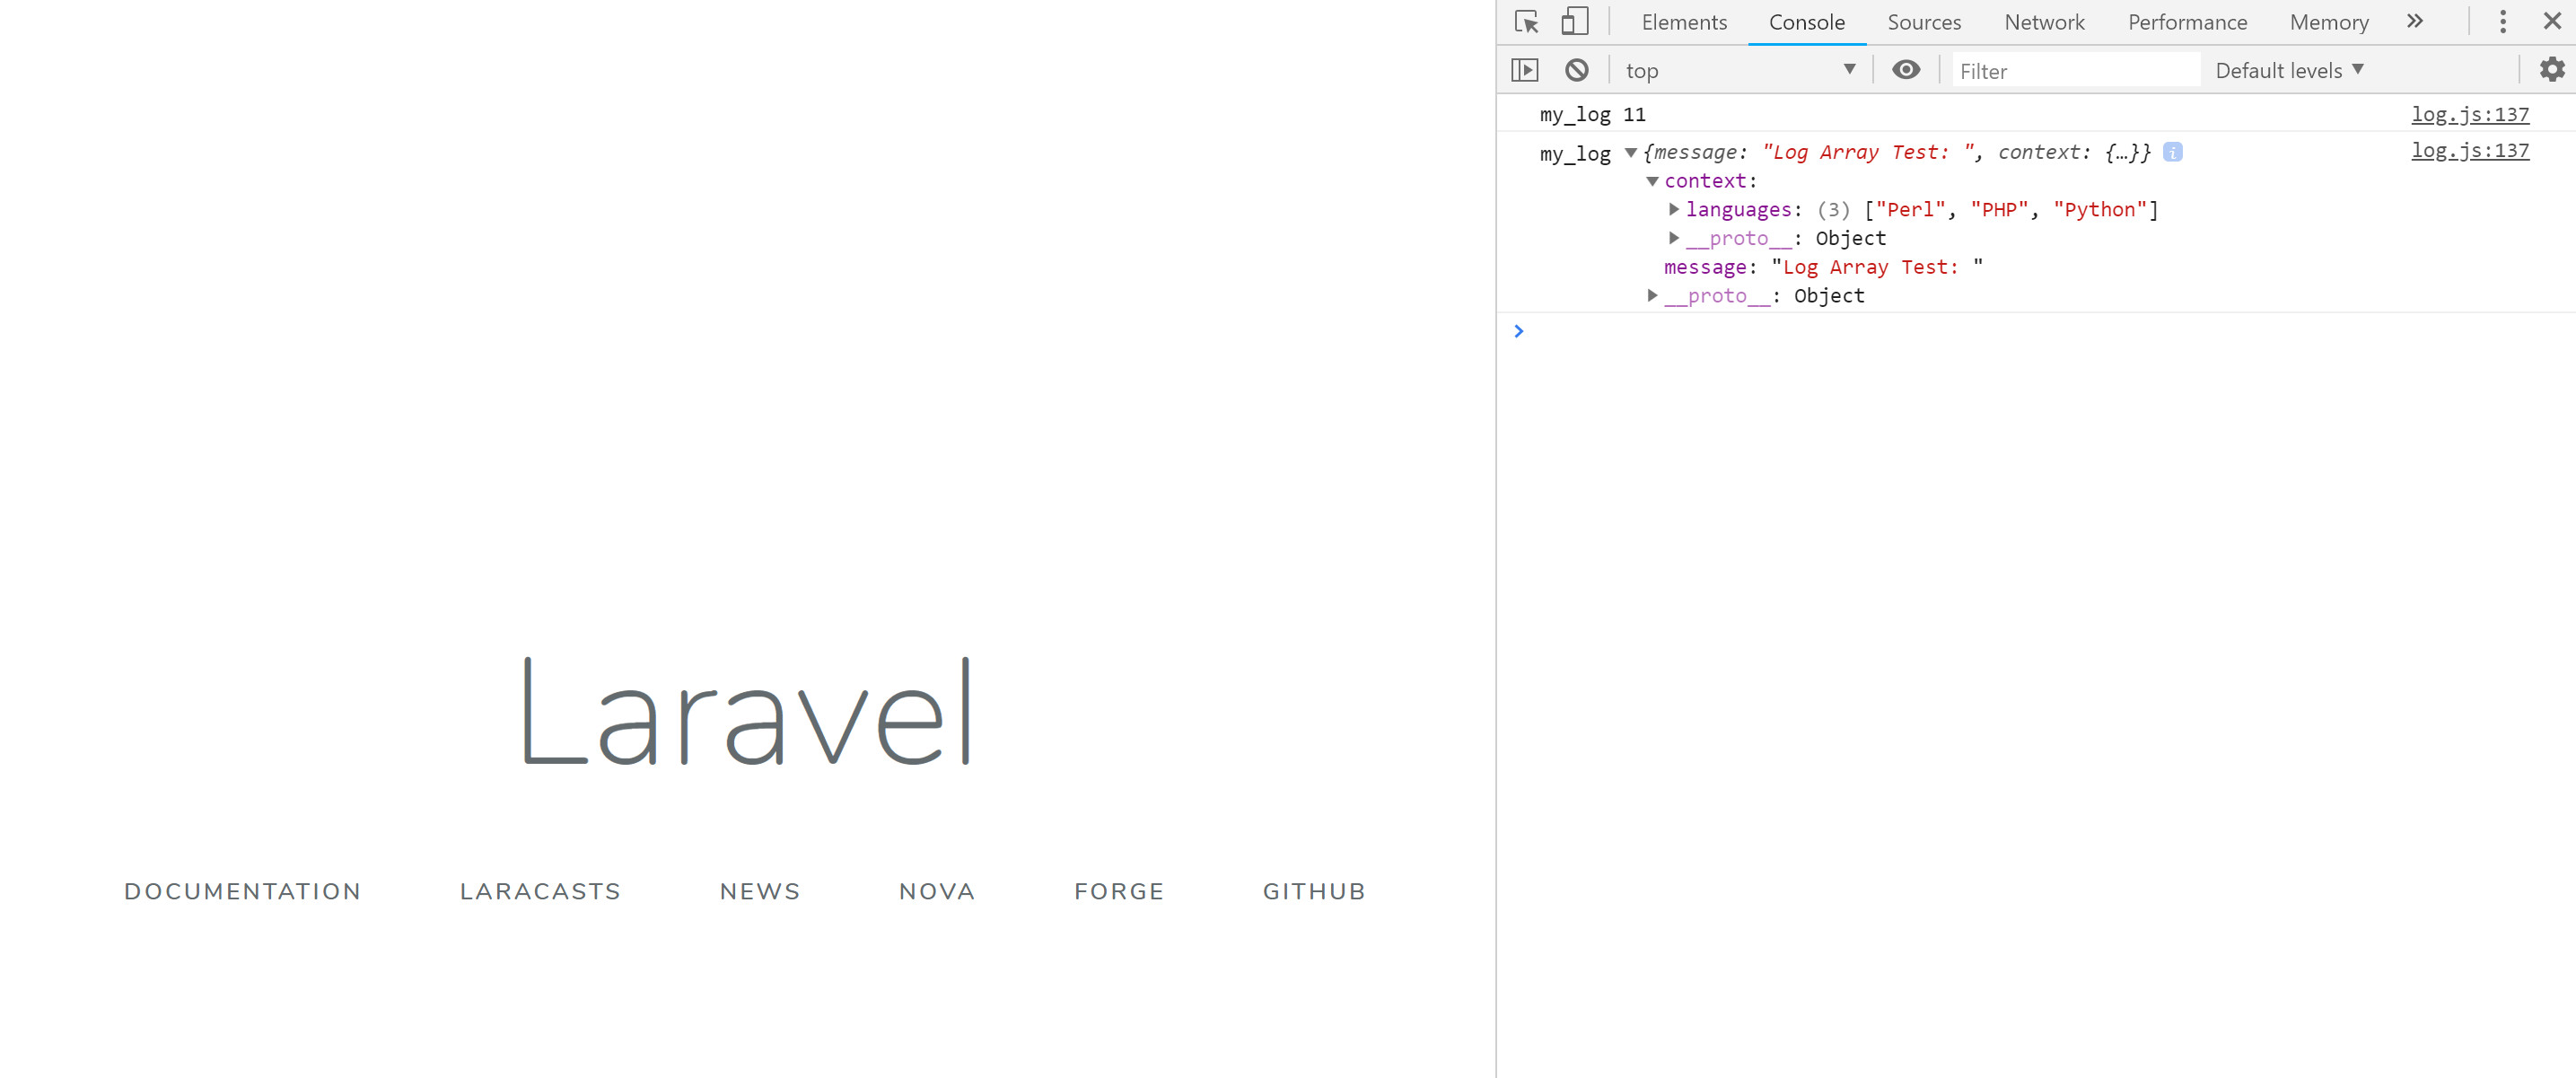 Laravel
DOCUMENTATION LARACASTS NEWS NOVA FORGE GITHUB
Elements Console Sources Network Performance Memory »
top Filter Default levels
my_log 11 log.js:137
my_log {message: "Log Array Test: ", context: {…}} i log.js:137
context:
languages: (3) ["Perl", "PHP", "Python"]
__proto__: Object
message: "Log Array Test: "
__proto__: Object